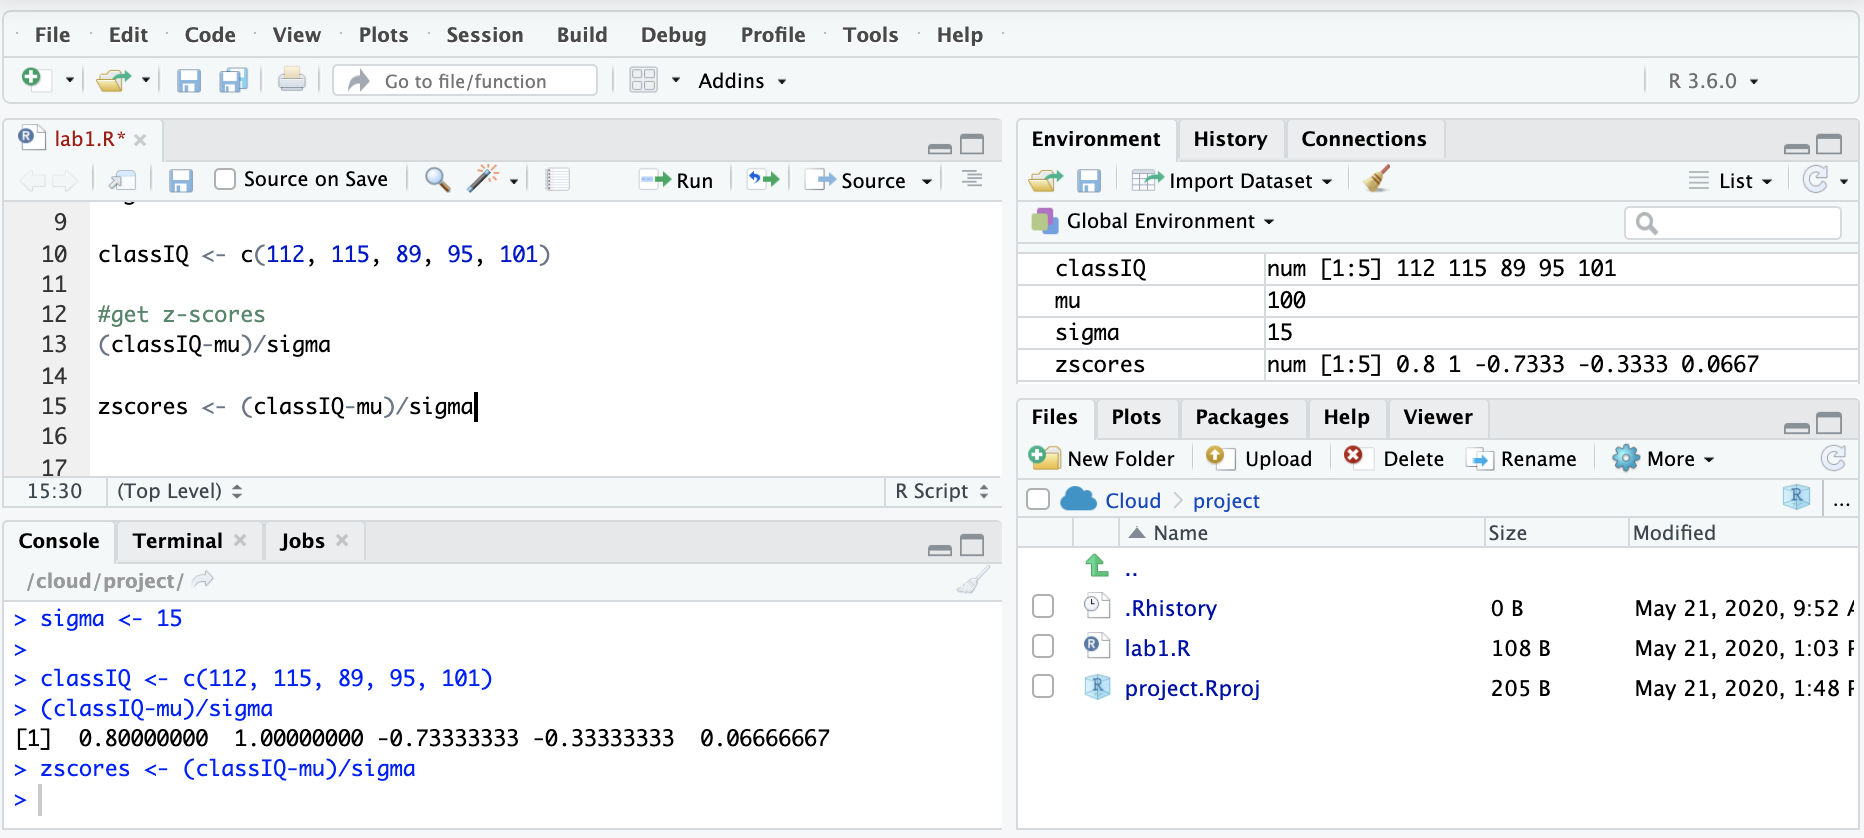 File Edit Code View Plots Session Build Debug Profile Tools Help
Go to file/function Addins R 3.6.0
lab1.R*
Source on Save Run Source
9
10 classIQ <- c(112, 115, 89, 95, 101)
11
12 #get z-scores
13 (classIQ-mu)/sigma
14
15 zscores <- (classIQ-mu)/sigma
16
17
15:30 (Top Level) R Script
Console Terminal Jobs
/cloud/project/
> sigma <- 15
>
> classIQ <- c(112, 115, 89, 95, 101)
> (classIQ-mu)/sigma
[1]  0.80000000  1.00000000 -0.73333333 -0.33333333  0.06666667
> zscores <- (classIQ-mu)/sigma
>
Environment History Connections
Import Dataset List
Global Environment
classIQ num [1:5] 112 115 89 95 101
mu 100
sigma 15
zscores num [1:5] 0.8 1 -0.7333 -0.3333 0.0667
Files Plots Packages Help Viewer
New Folder Upload Delete Rename More
Cloud project R ...
Name Size Modified
..
.Rhistory 0 B May 21, 2020, 9:52
lab1.R 108 B May 21, 2020, 1:03
project.Rproj 205 B May 21, 2020, 1:48